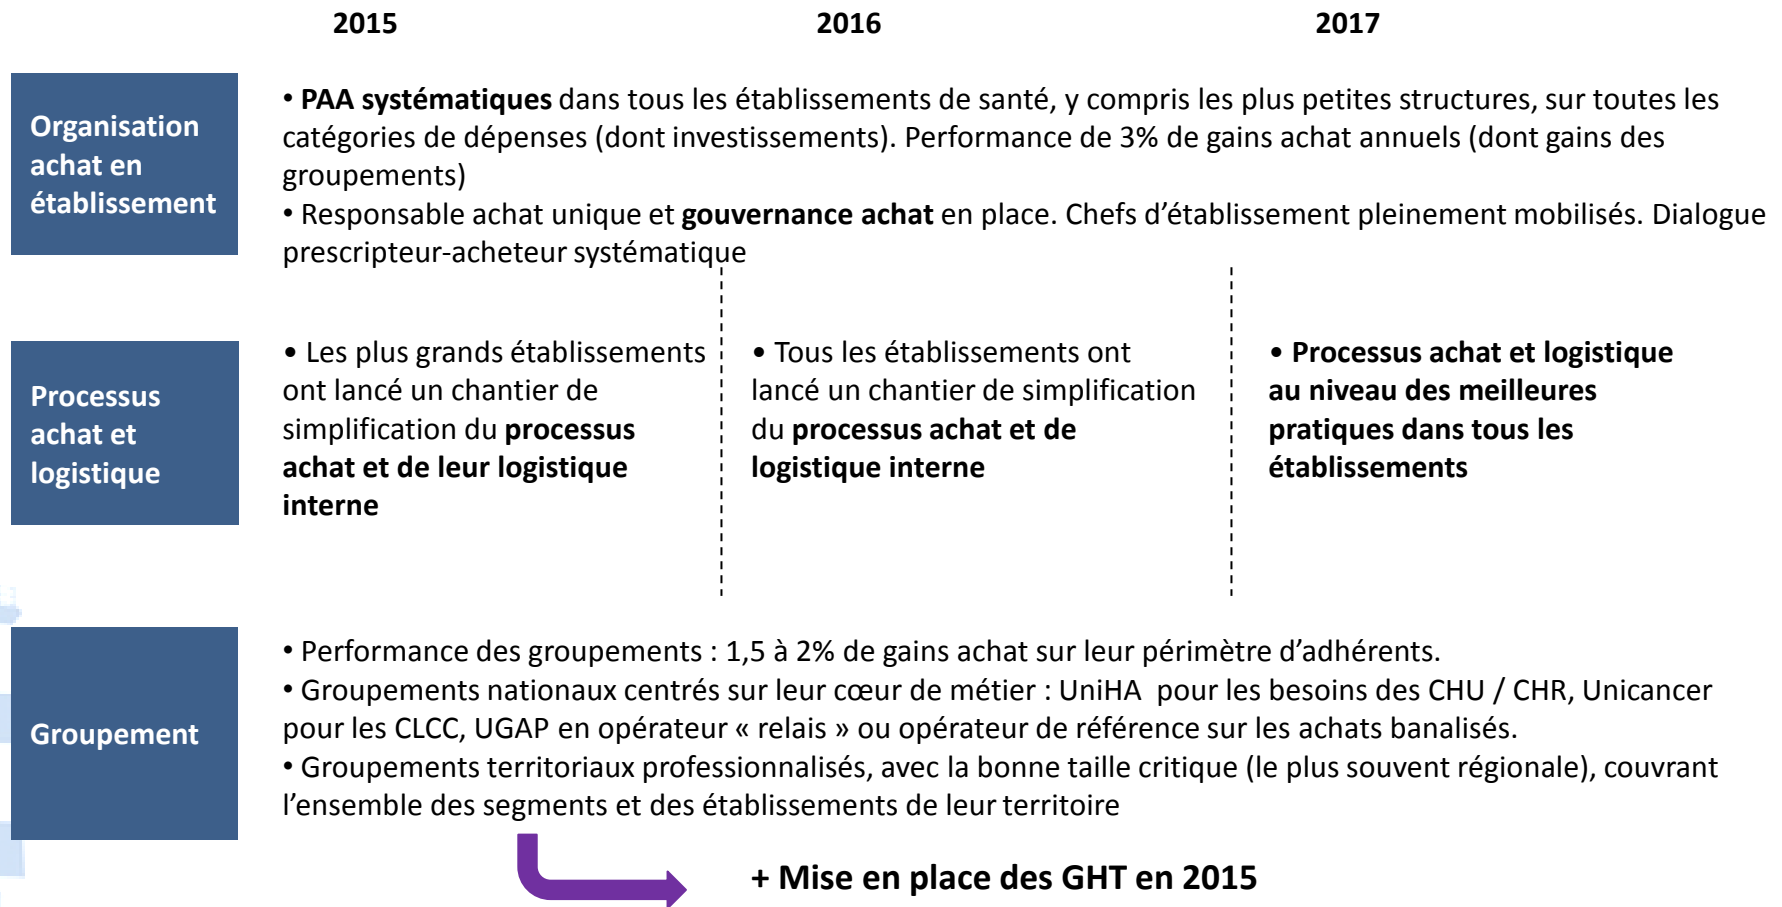 2015
2016
2017
Organisation
achat en
établissement
• PAA systématiques dans tous les établissements de santé, y compris les plus petites structures, sur toutes les
catégories de dépenses (dont investissements). Performance de 3% de gains achat annuels (dont gains des
groupements)
• Responsable achat unique et gouvernance achat en place. Chefs d’établissement pleinement mobilisés. Dialogue
prescripteur-acheteur systématique
Processus
achat et
logistique
• Les plus grands établissements
ont lancé un chantier de
simplification du processus
achat et de leur logistique
interne
• Tous les établissements ont
lancé un chantier de simplification
du processus achat et de
logistique interne
• Processus achat et logistique
au niveau des meilleures
pratiques dans tous les
établissements
Groupement
• Performance des groupements : 1,5 à 2% de gains achat sur leur périmètre d’adhérents.
• Groupements nationaux centrés sur leur cœur de métier : UniHA pour les besoins des CHU / CHR, Unicancer
pour les CLCC, UGAP en opérateur « relais » ou opérateur de référence sur les achats banalisés.
• Groupements territoriaux professionnalisés, avec la bonne taille critique (le plus souvent régionale), couvrant
l’ensemble des segments et des établissements de leur territoire
+ Mise en place des GHT en 2015